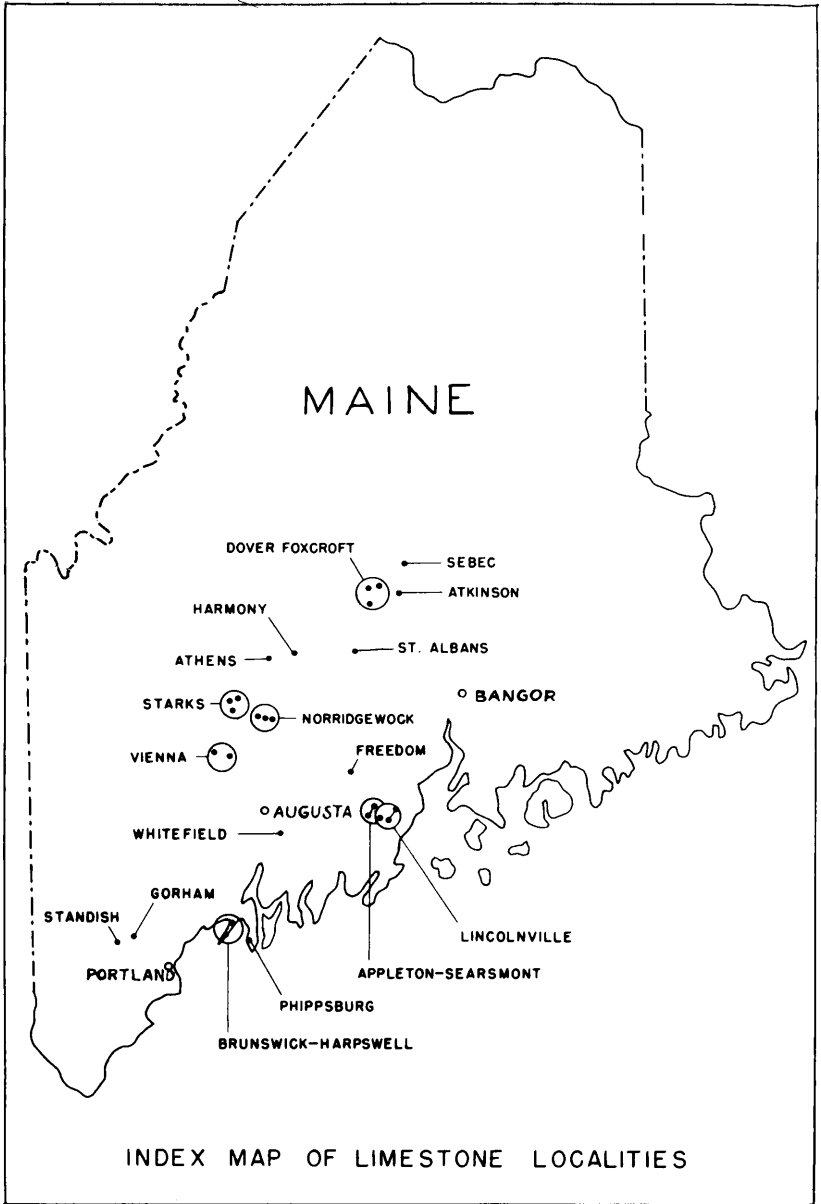 MAINE
DOVER FOXCROFT
SEBEC
ATKINSON
HARMONY
ATHENS
ST. ALBANS
STARKS
BANGOR
NORRIDGEWOCK
VIENNA
FREEDOM
AUGUSTA
WHITEFIELD
GORHAM
STANDISH
LINCOLNVILLE
PORTLAND
APPLETON-SEARSMONT
PHIPPSBURG
BRUNSWICK-HARPSWELL
INDEX MAP OF LIMESTONE LOCALITIES